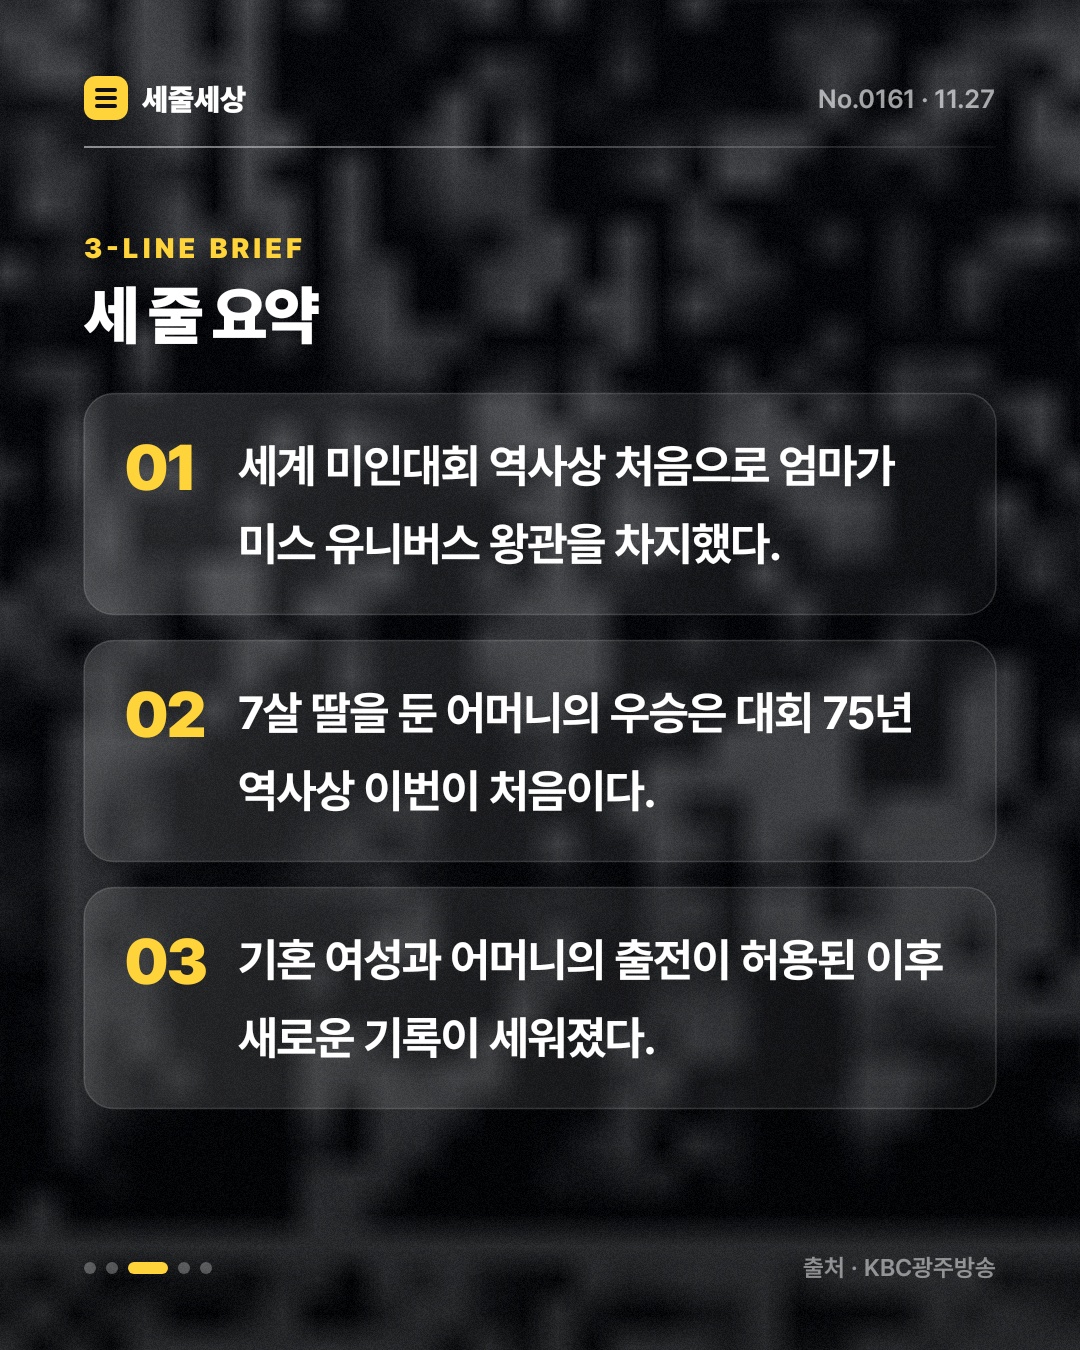 세줄세상
No.0161 · 11.27
3-LINE BRIEF
세 줄 요약
01 세계 미인대회 역사상 처음으로 엄마가
미스 유니버스 왕관을 차지했다.
02 7살 딸을 둔 어머니의 우승은 대회 75년
역사상 이번이 처음이다.
03 기혼 여성과 어머니의 출전이 허용된 이후
새로운 기록이 세워졌다.
출처 · KBC광주방송